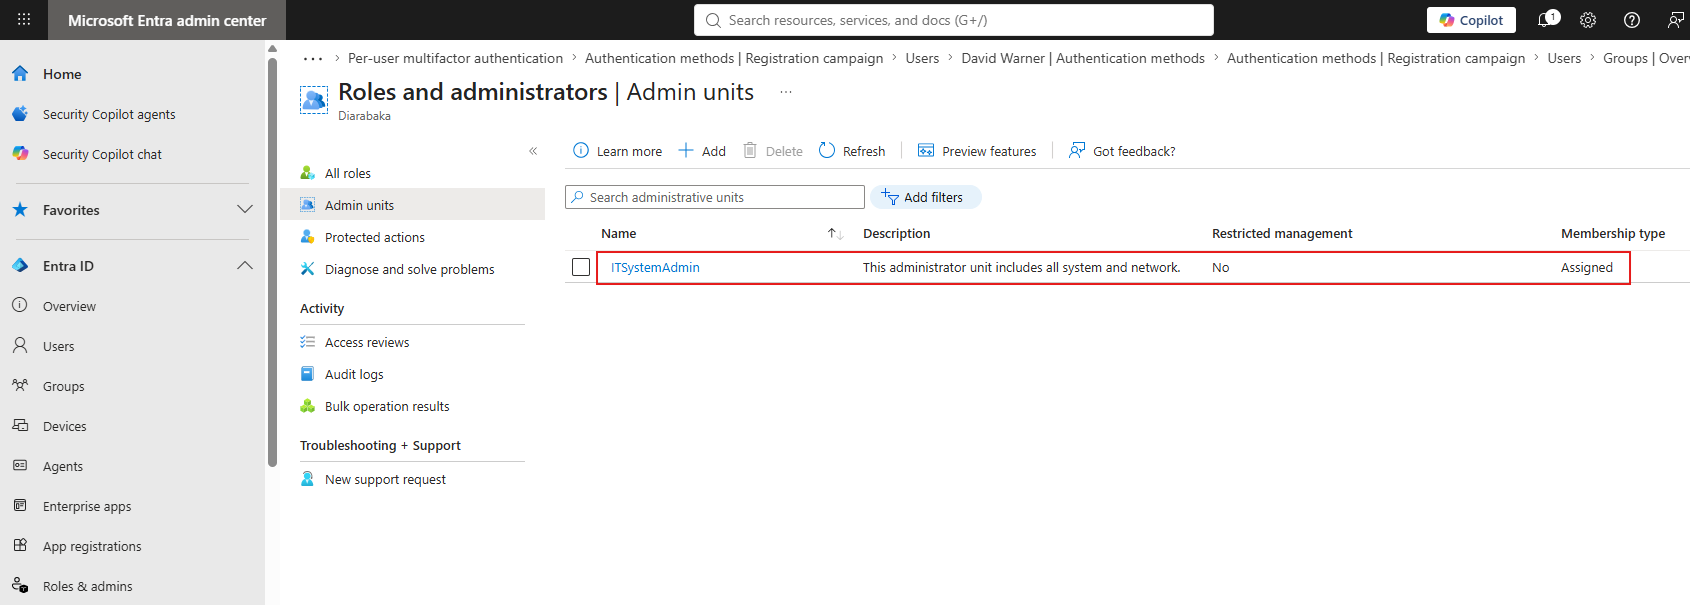 Microsoft Entra admin center
Search resources, services, and docs (G+/)
Copilot
1
Home
Security Copilot agents
Security Copilot chat
Favorites
Entra ID
Overview
Users
Groups
Devices
Agents
Enterprise apps
App registrations
Roles & admins
··· > Per-user multifactor authentication > Authentication methods | Registration campaign > Users > David Warner | Authentication methods > Authentication methods | Registration campaign > Users > Groups | Over
Roles and administrators | Admin units ···
Diarabaka
«
All roles
Admin units
Protected actions
Diagnose and solve problems
Activity
Access reviews
Audit logs
Bulk operation results
Troubleshooting + Support
New support request
Learn more Add Delete Refresh Preview features Got feedback?
Search administrative units Add filters
Name Description Restricted management Membership type
ITSystemAdmin This administrator unit includes all system and network. No Assigned